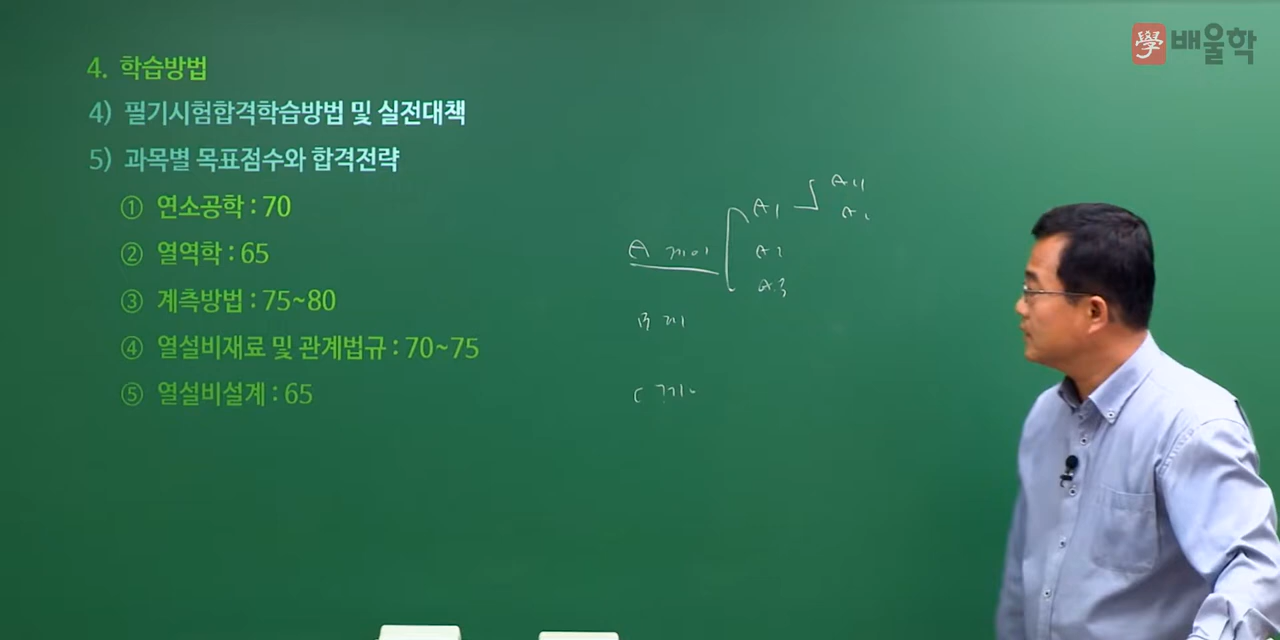 學 배울학
4. 학습방법
4) 필기시험합격학습방법 및 실전대책
5) 과목별 목표점수와 합격전략
① 연소공학 : 70
② 열역학 : 65
③ 계측방법 : 75~80
④ 열설비재료 및 관계법규 : 70~75
⑤ 열설비설계 : 65
A1
A
A2
A3
B
C